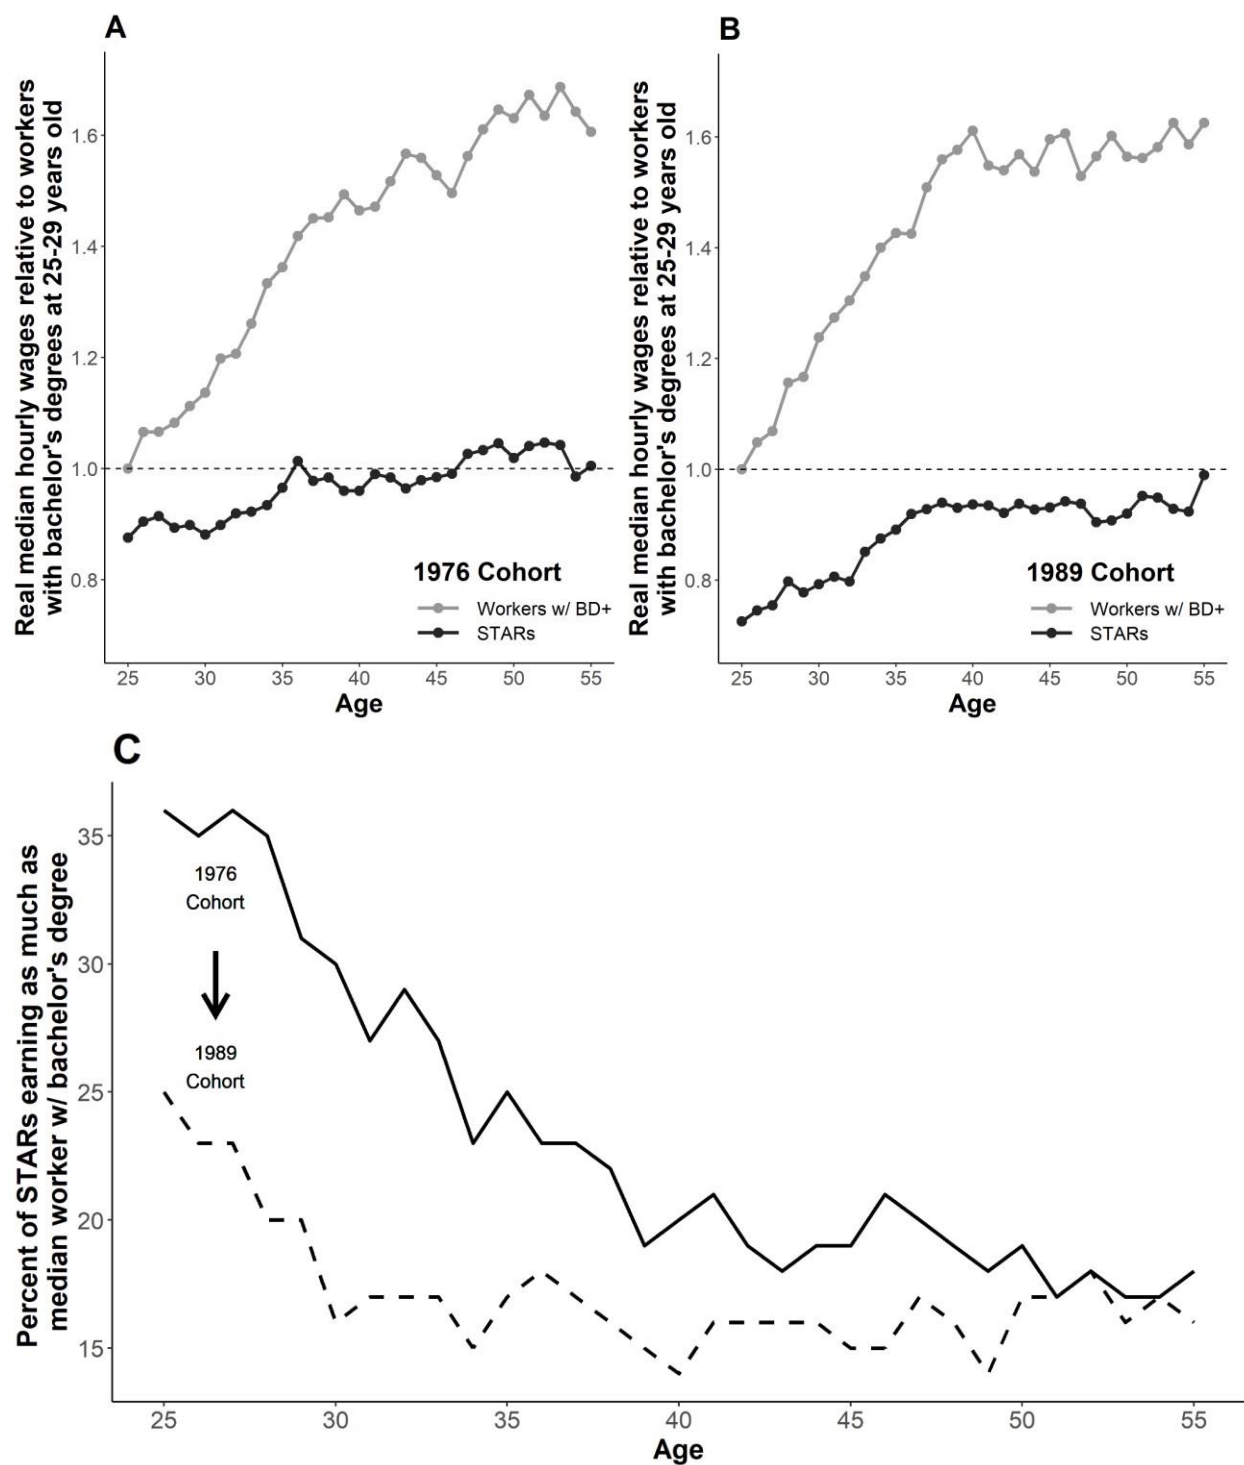 A
Real median hourly wages relative to workers
with bachelor's degrees at 25-29 years old
1.6
1.4
1.2
1.0
0.8
1976 Cohort
Workers w/ BD+
STARs
25 30 35 40 45 50 55
Age
B
Real median hourly wages relative to workers
with bachelor's degrees at 25-29 years old
1.6
1.4
1.2
1.0
0.8
1989 Cohort
Workers w/ BD+
STARs
25 30 35 40 45 50 55
Age
C
Percent of STARs earning as much as
median worker w/ bachelor's degree
35
30
25
20
15
1976
Cohort
1989
Cohort
25 30 35 40 45 50 55
Age